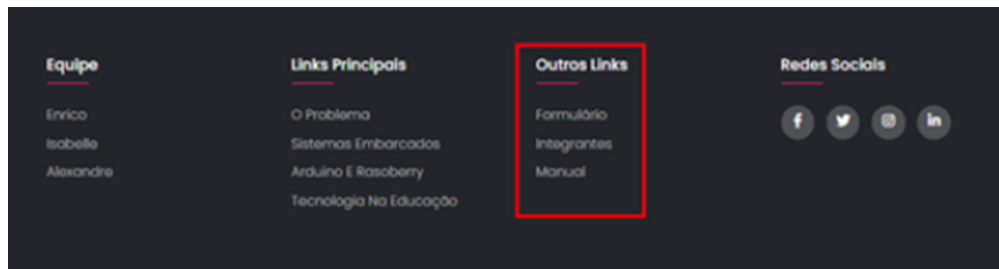 Equipe
Enrico
Isabelle
Alexandre
Links Principais
O Problema
Sistemas Embarcados
Arduino E Rasoberry
Tecnologia Na Educação
Outros Links
Formulário
Integrantes
Manual
Redes Sociais